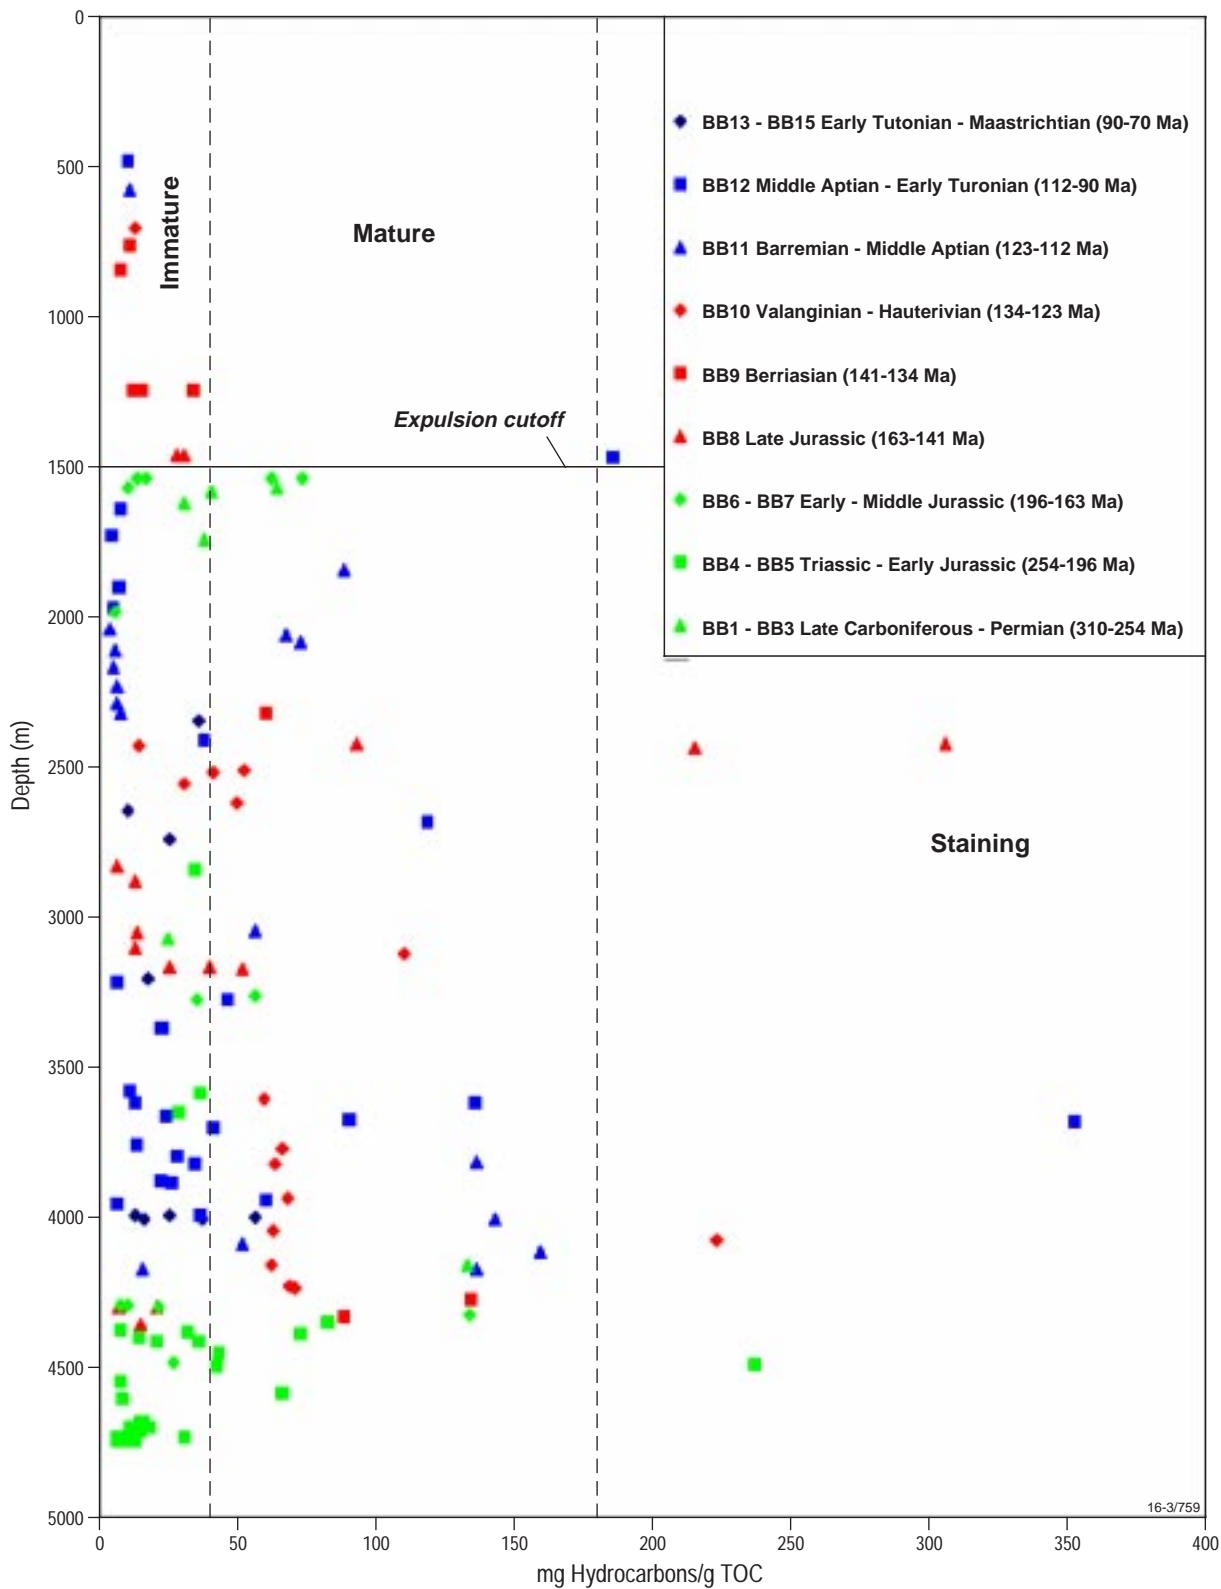 0
500
1000
1500
2000
2500
3000
3500
4000
4500
5000
Depth (m)
Immature
Mature
Expulsion cutoff
Staining
BB13 - BB15 Early Tutonian - Maastrichtian (90-70 Ma)
BB12 Middle Aptian - Early Turonian (112-90 Ma)
BB11 Barremian - Middle Aptian (123-112 Ma)
BB10 Valanginian - Hauterivian (134-123 Ma)
BB9 Berriasian (141-134 Ma)
BB8 Late Jurassic (163-141 Ma)
BB6 - BB7 Early - Middle Jurassic (196-163 Ma)
BB4 - BB5 Triassic - Early Jurassic (254-196 Ma)
BB1 - BB3 Late Carboniferous - Permian (310-254 Ma)
16-3/759
0 50 100 150 200 250 300 350 400
mg Hydrocarbons/g TOC